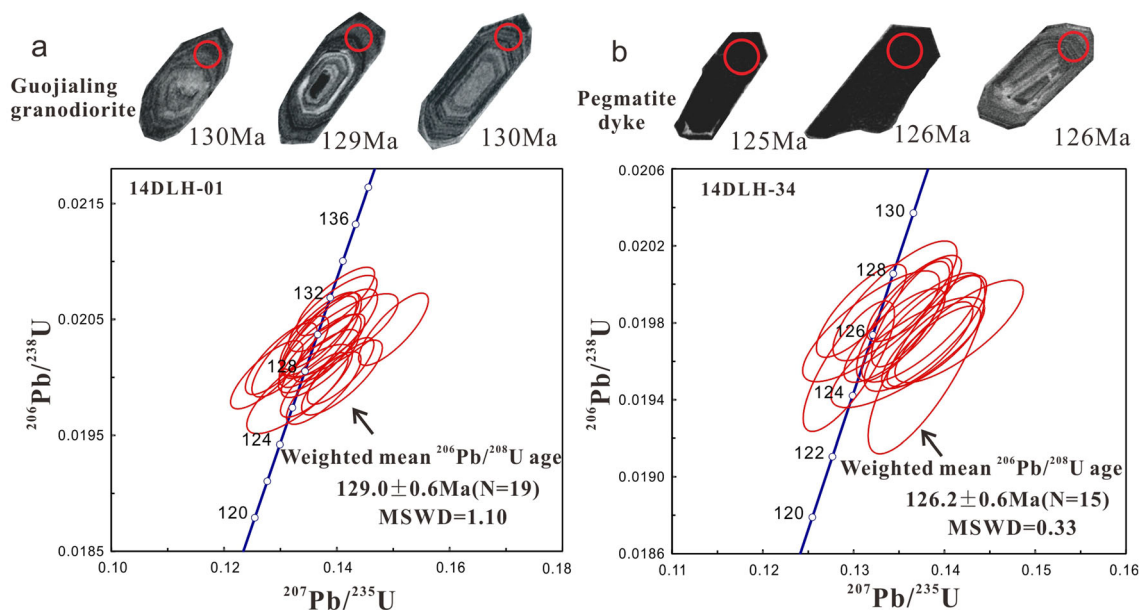 a
Guojialing
granodiorite
130Ma
129Ma
130Ma
14DLH-01
²⁰⁶Pb/²³⁸U
0.0215
0.0205
0.0195
0.0185
136
132
128
124
120
Weighted mean ²⁰⁶Pb/²⁰⁸U age
129.0±0.6Ma(N=19)
MSWD=1.10
0.10
0.12
0.14
0.16
0.18
²⁰⁷Pb/²³⁵U
b
Pegmatite
dyke
125Ma
126Ma
126Ma
14DLH-34
²⁰⁶Pb/²³⁸U
0.0206
0.0202
0.0198
0.0194
0.0190
0.0186
130
128
126
124
122
120
Weighted mean ²⁰⁶Pb/²⁰⁸U age
126.2±0.6Ma(N=15)
MSWD=0.33
0.11
0.12
0.13
0.14
0.15
0.16
²⁰⁷Pb/²³⁵U